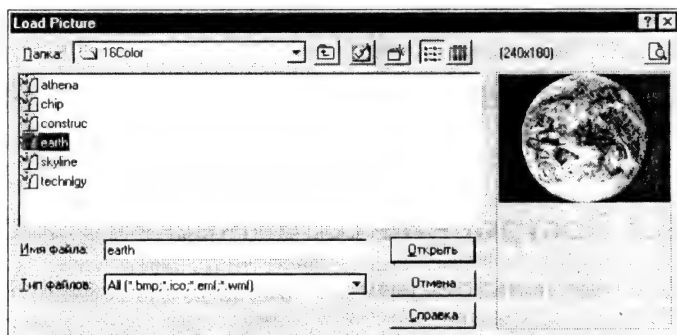 Load Picture
Папка: 16Color (240x180)
athena
chip
construc
earth
skyline
technlgy
Имя файла: earth Открыть
Тип файлов: All (*.bmp;*.ico;*.emf;*.wmf) Отмена
Справка